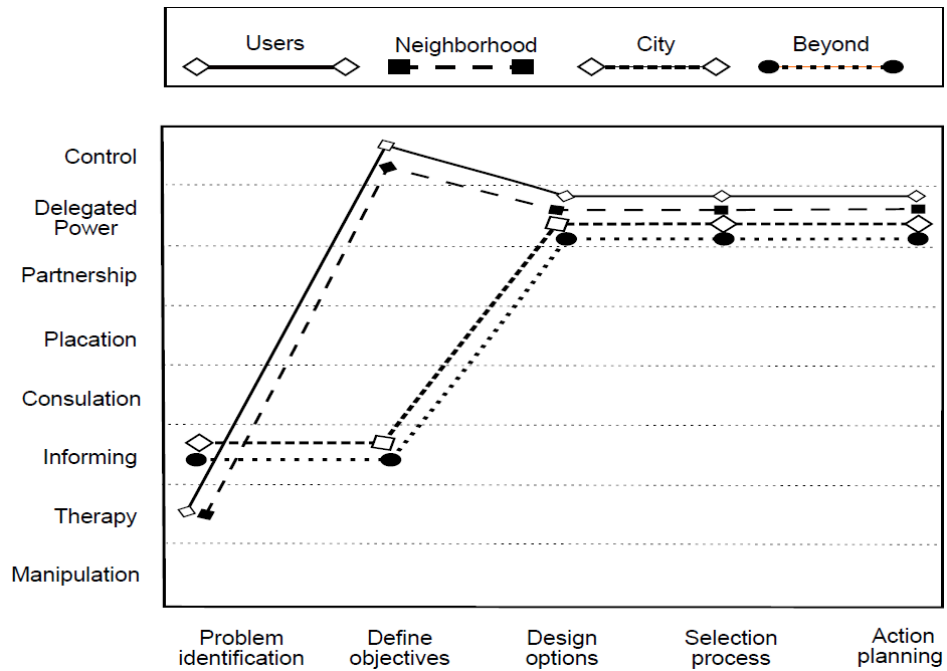 Users
Neighborhood
City
Beyond
Control
Delegated
Power
Partnership
Placation
Consulation
Informing
Therapy
Manipulation
Problem
identification
Define
objectives
Design
options
Selection
process
Action
planning